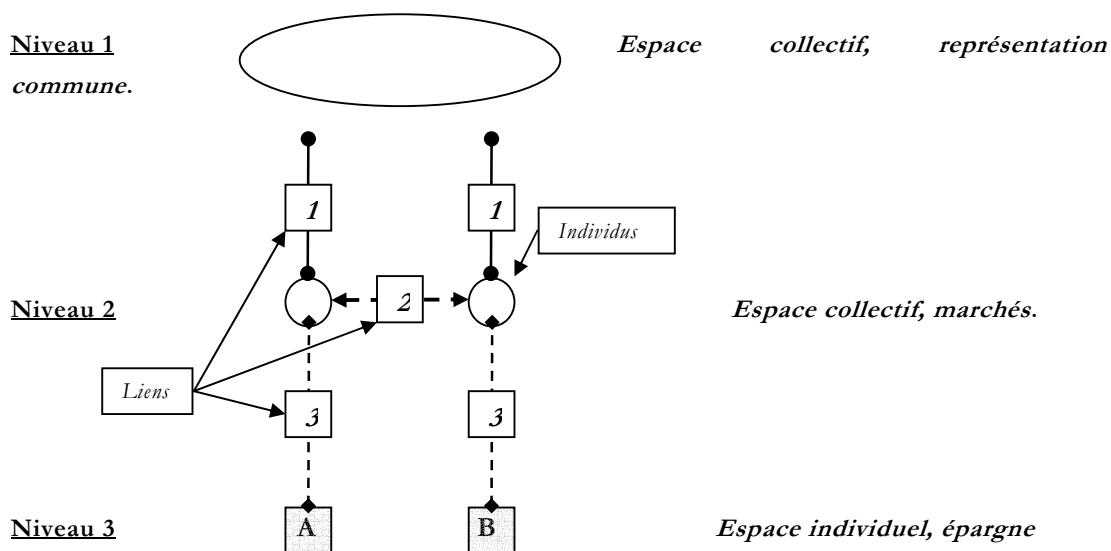 Niveau 1 Espace collectif, représentation
commune.
1 1
Individus
2
Niveau 2 Espace collectif, marchés.
Liens
3 3
A B
Niveau 3 Espace individuel, épargne